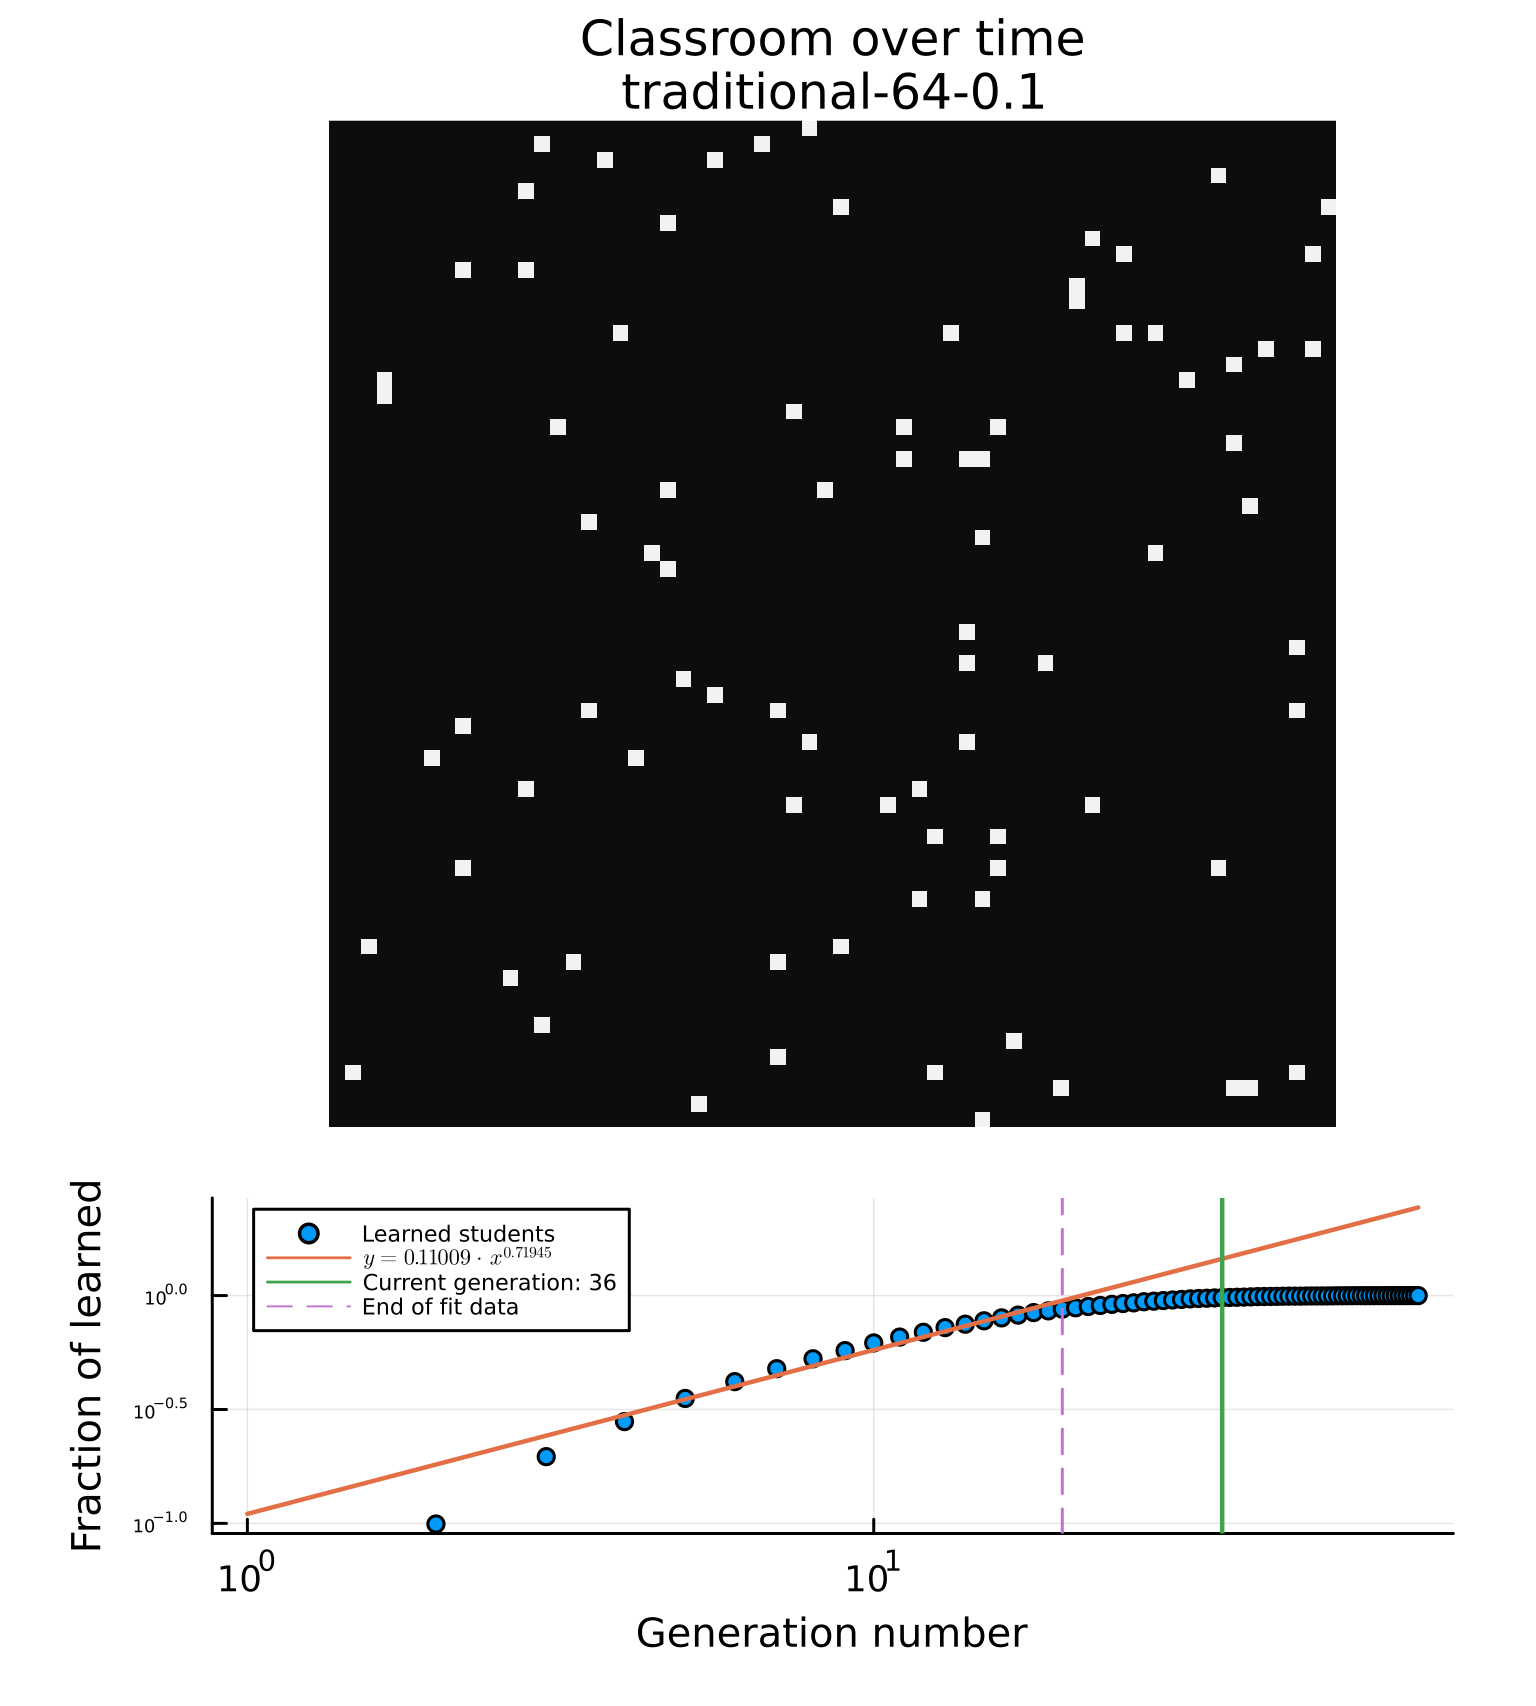 Classroom over time
traditional-64-0.1
Fraction of learned
Learned students
y = 0.11009 · x^0.71945
Current generation: 36
End of fit data
10^0.0
10^−0.5
10^−1.0
10^0
10^1
Generation number